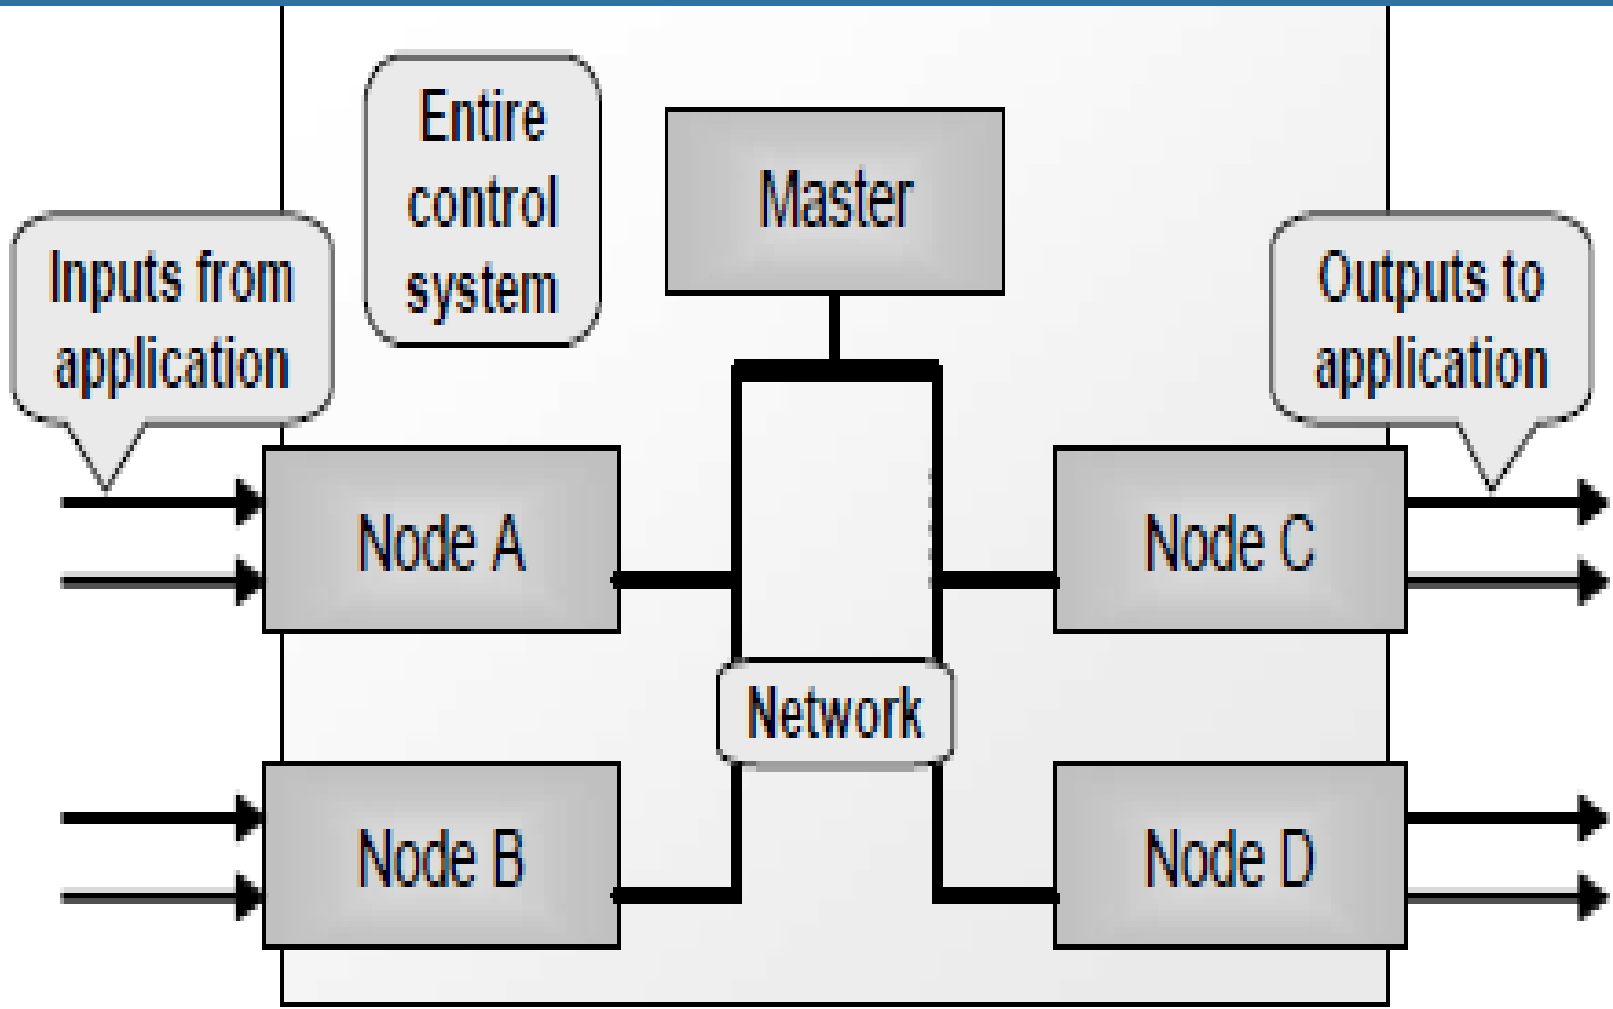 Entire
control
system
Master
Inputs from
application
Outputs to
application
Node A
Node C
Network
Node B
Node D